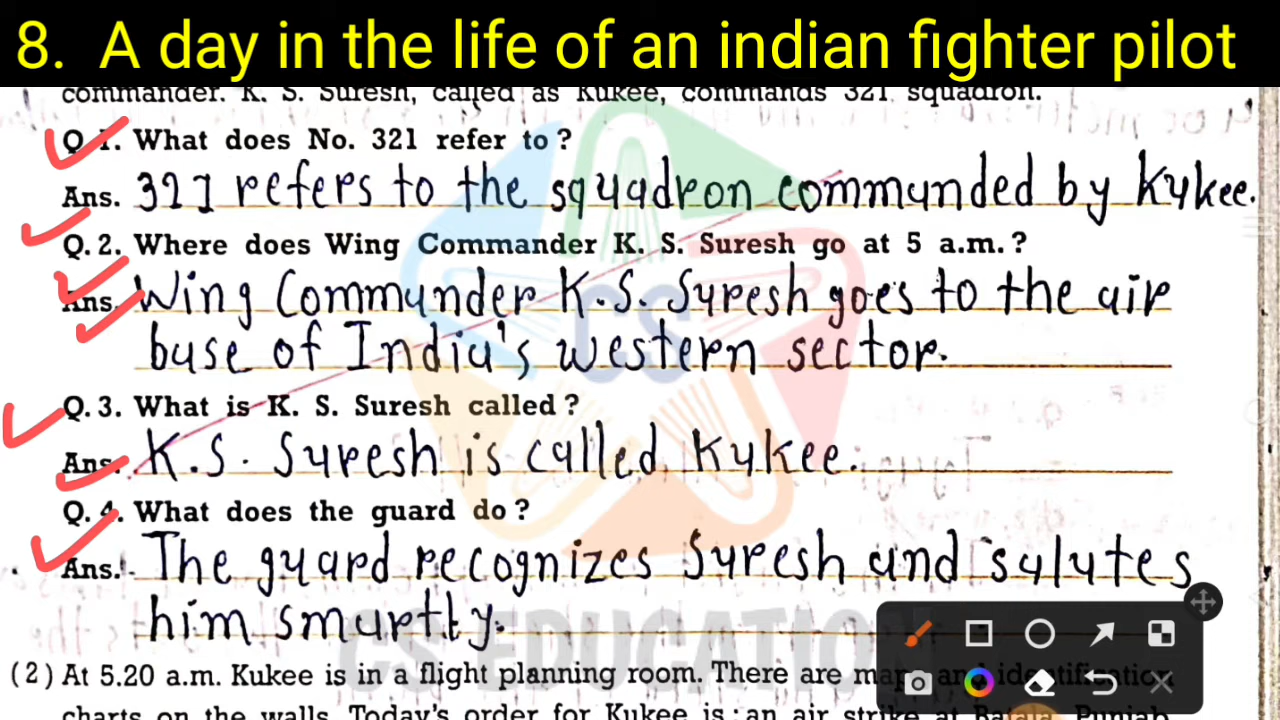 8. A day in the life of an indian fighter pilot
commander. K. S. Suresh, called as Kukee, commands 321 squadron.
Q.1. What does No. 321 refer to ?
Ans. 321 refers to the squadron commanded by Kukee.
Q.2. Where does Wing Commander K. S. Suresh go at 5 a.m. ?
Ans. Wing Commander K.S. Suresh goes to the air
base of India's western sector.
Q.3. What is K. S. Suresh called ?
Ans. K.S. Suresh is called Kukee.
Q.4. What does the guard do ?
Ans. The guard recognizes Suresh and salutes
him smartly.
CS EDUCATION
(2) At 5.20 a.m. Kukee is in a flight planning room. There are maps and identification
charts on the walls. Today's order for Kukee is : an air strike at Batala, Punjab